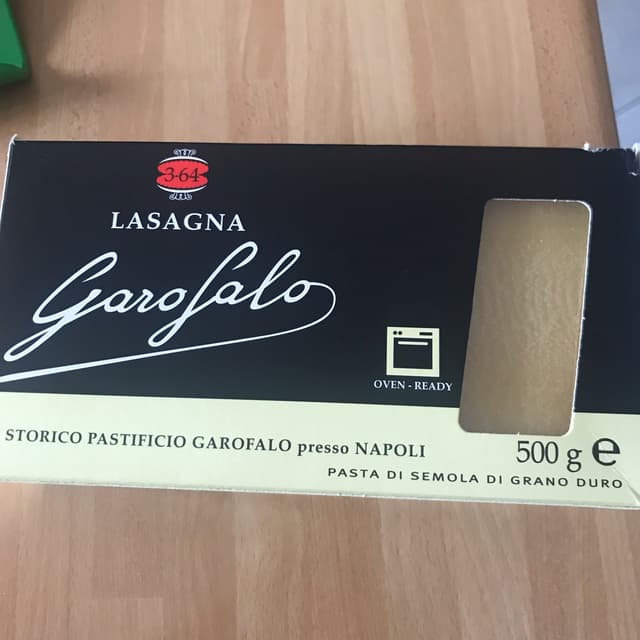 3-64
LASAGNA
Garofalo
OVEN - READY
STORICO PASTIFICIO GAROFALO presso NAPOLI
500 g e
PASTA DI SEMOLA DI GRANO DURO